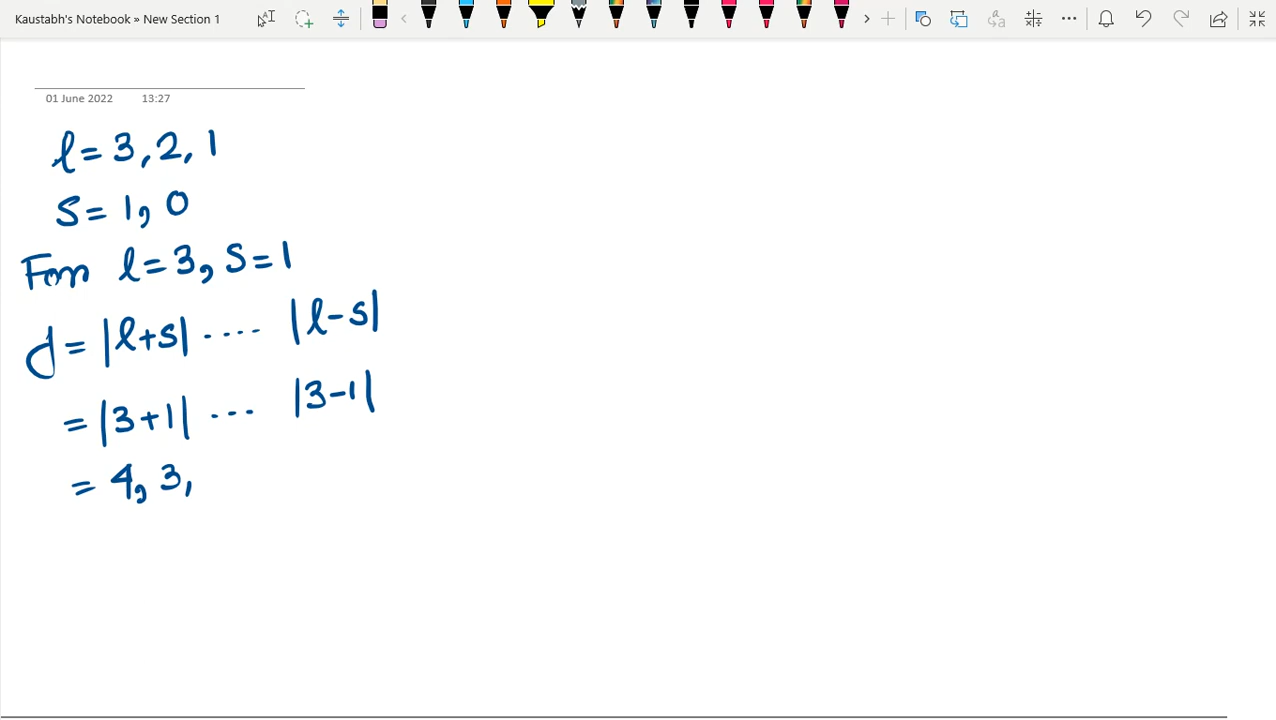 Kaustabh's Notebook » New Section 1
01 June 2022 13:27
l = 3, 2, 1
S = 1, 0
For l = 3, S = 1
J = |l+s| .... |l-s|
= |3+1| ... |3-1|
= 4, 3,